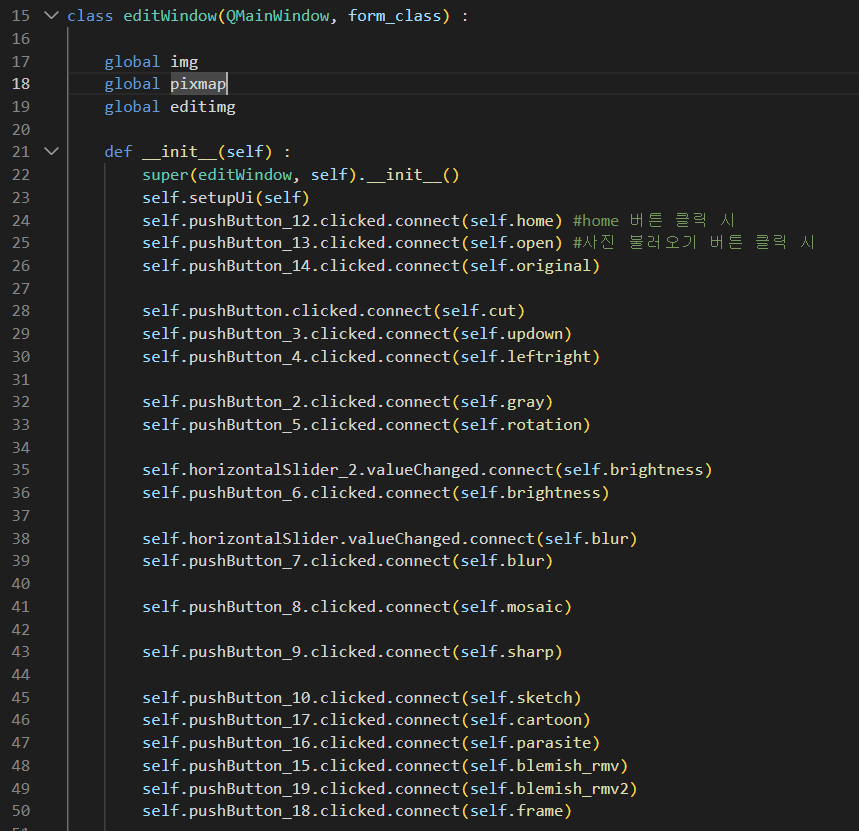 15 class editWindow(QMainWindow, form_class) :
16
17 global img
18 global pixmap
19 global editimg
20
21 def __init__(self) :
22 super(editWindow, self).__init__()
23 self.setupUi(self)
24 self.pushButton_12.clicked.connect(self.home) #home 버튼 클릭 시
25 self.pushButton_13.clicked.connect(self.open) #사진 불러오기 버튼 클릭 시
26 self.pushButton_14.clicked.connect(self.original)
27
28 self.pushButton.clicked.connect(self.cut)
29 self.pushButton_3.clicked.connect(self.updown)
30 self.pushButton_4.clicked.connect(self.leftright)
31
32 self.pushButton_2.clicked.connect(self.gray)
33 self.pushButton_5.clicked.connect(self.rotation)
34
35 self.horizontalSlider_2.valueChanged.connect(self.brightness)
36 self.pushButton_6.clicked.connect(self.brightness)
37
38 self.horizontalSlider.valueChanged.connect(self.blur)
39 self.pushButton_7.clicked.connect(self.blur)
40
41 self.pushButton_8.clicked.connect(self.mosaic)
42
43 self.pushButton_9.clicked.connect(self.sharp)
44
45 self.pushButton_10.clicked.connect(self.sketch)
46 self.pushButton_17.clicked.connect(self.cartoon)
47 self.pushButton_16.clicked.connect(self.parasite)
48 self.pushButton_15.clicked.connect(self.blemish_rmv)
49 self.pushButton_19.clicked.connect(self.blemish_rmv2)
50 self.pushButton_18.clicked.connect(self.frame)